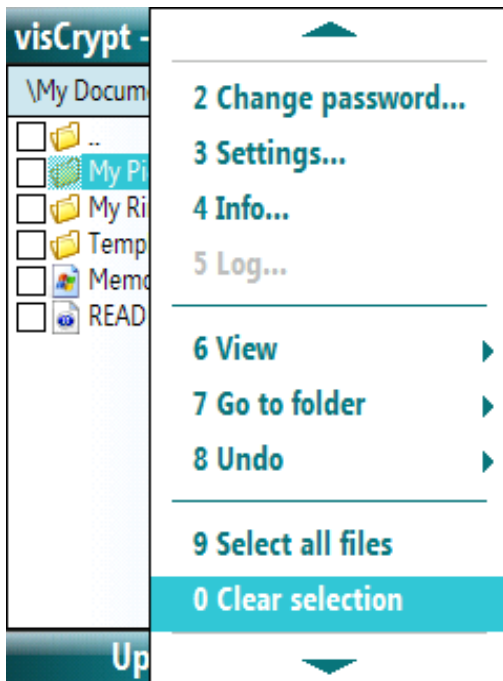 visCrypt -
\My Docum
..
My Pi
My Ri
Temp
Memo
READ
2 Change password...
3 Settings...
4 Info...
5 Log...
6 View
7 Go to folder
8 Undo
9 Select all files
0 Clear selection
Up